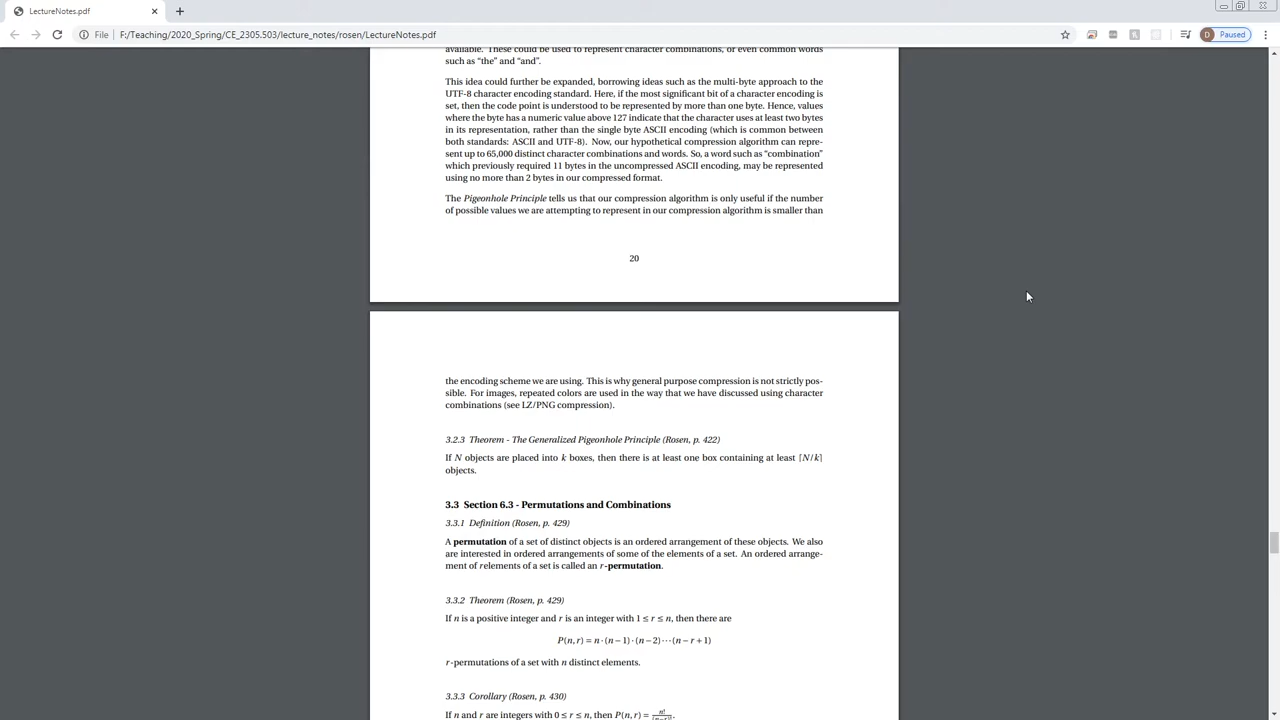 LectureNotes.pdf
File F:/Teaching/2020_Spring/CE_2305.503/lecture_notes/rosen/LectureNotes.pdf
D Paused
available. These could be used to represent character combinations, or even common words
such as “the” and “and”.
This idea could further be expanded, borrowing ideas such as the multi-byte approach to the
UTF-8 character encoding standard. Here, if the most significant bit of a character encoding is
set, then the code point is understood to be represented by more than one byte. Hence, values
where the byte has a numeric value above 127 indicate that the character uses at least two bytes
in its representation, rather than the single byte ASCII encoding (which is common between
both standards: ASCII and UTF-8). Now, our hypothetical compression algorithm can repre-
sent up to 65,000 distinct character combinations and words. So, a word such as “combination”
which previously required 11 bytes in the uncompressed ASCII encoding, may be represented
using no more than 2 bytes in our compressed format.
The Pigeonhole Principle tells us that our compression algorithm is only useful if the number
of possible values we are attempting to represent in our compression algorithm is smaller than
20
the encoding scheme we are using. This is why general purpose compression is not strictly pos-
sible. For images, repeated colors are used in the way that we have discussed using character
combinations (see LZ/PNG compression).
3.2.3 Theorem - The Generalized Pigeonhole Principle (Rosen, p. 422)
If N objects are placed into k boxes, then there is at least one box containing at least ⌈N/k⌉
objects.
3.3 Section 6.3 - Permutations and Combinations
3.3.1 Definition (Rosen, p. 429)
A permutation of a set of distinct objects is an ordered arrangement of these objects. We also
are interested in ordered arrangements of some of the elements of a set. An ordered arrange-
ment of relements of a set is called an r-permutation.
3.3.2 Theorem (Rosen, p. 429)
If n is a positive integer and r is an integer with 1 ≤ r ≤ n, then there are
P(n,r) = n·(n−1)·(n−2)···(n−r+1)
r-permutations of a set with n distinct elements.
3.3.3 Corollary (Rosen, p. 430)
If n and r are integers with 0 ≤ r ≤ n, then P(n,r) = n!/(n−r)!.